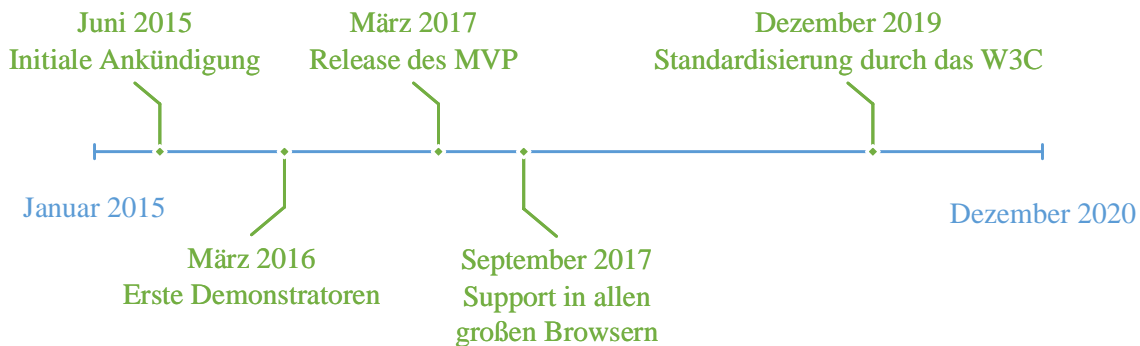 Juni 2015
Initiale Ankündigung
März 2017
Release des MVP
Dezember 2019
Standardisierung durch das W3C
Januar 2015
Dezember 2020
März 2016
Erste Demonstratoren
September 2017
Support in allen
großen Browsern